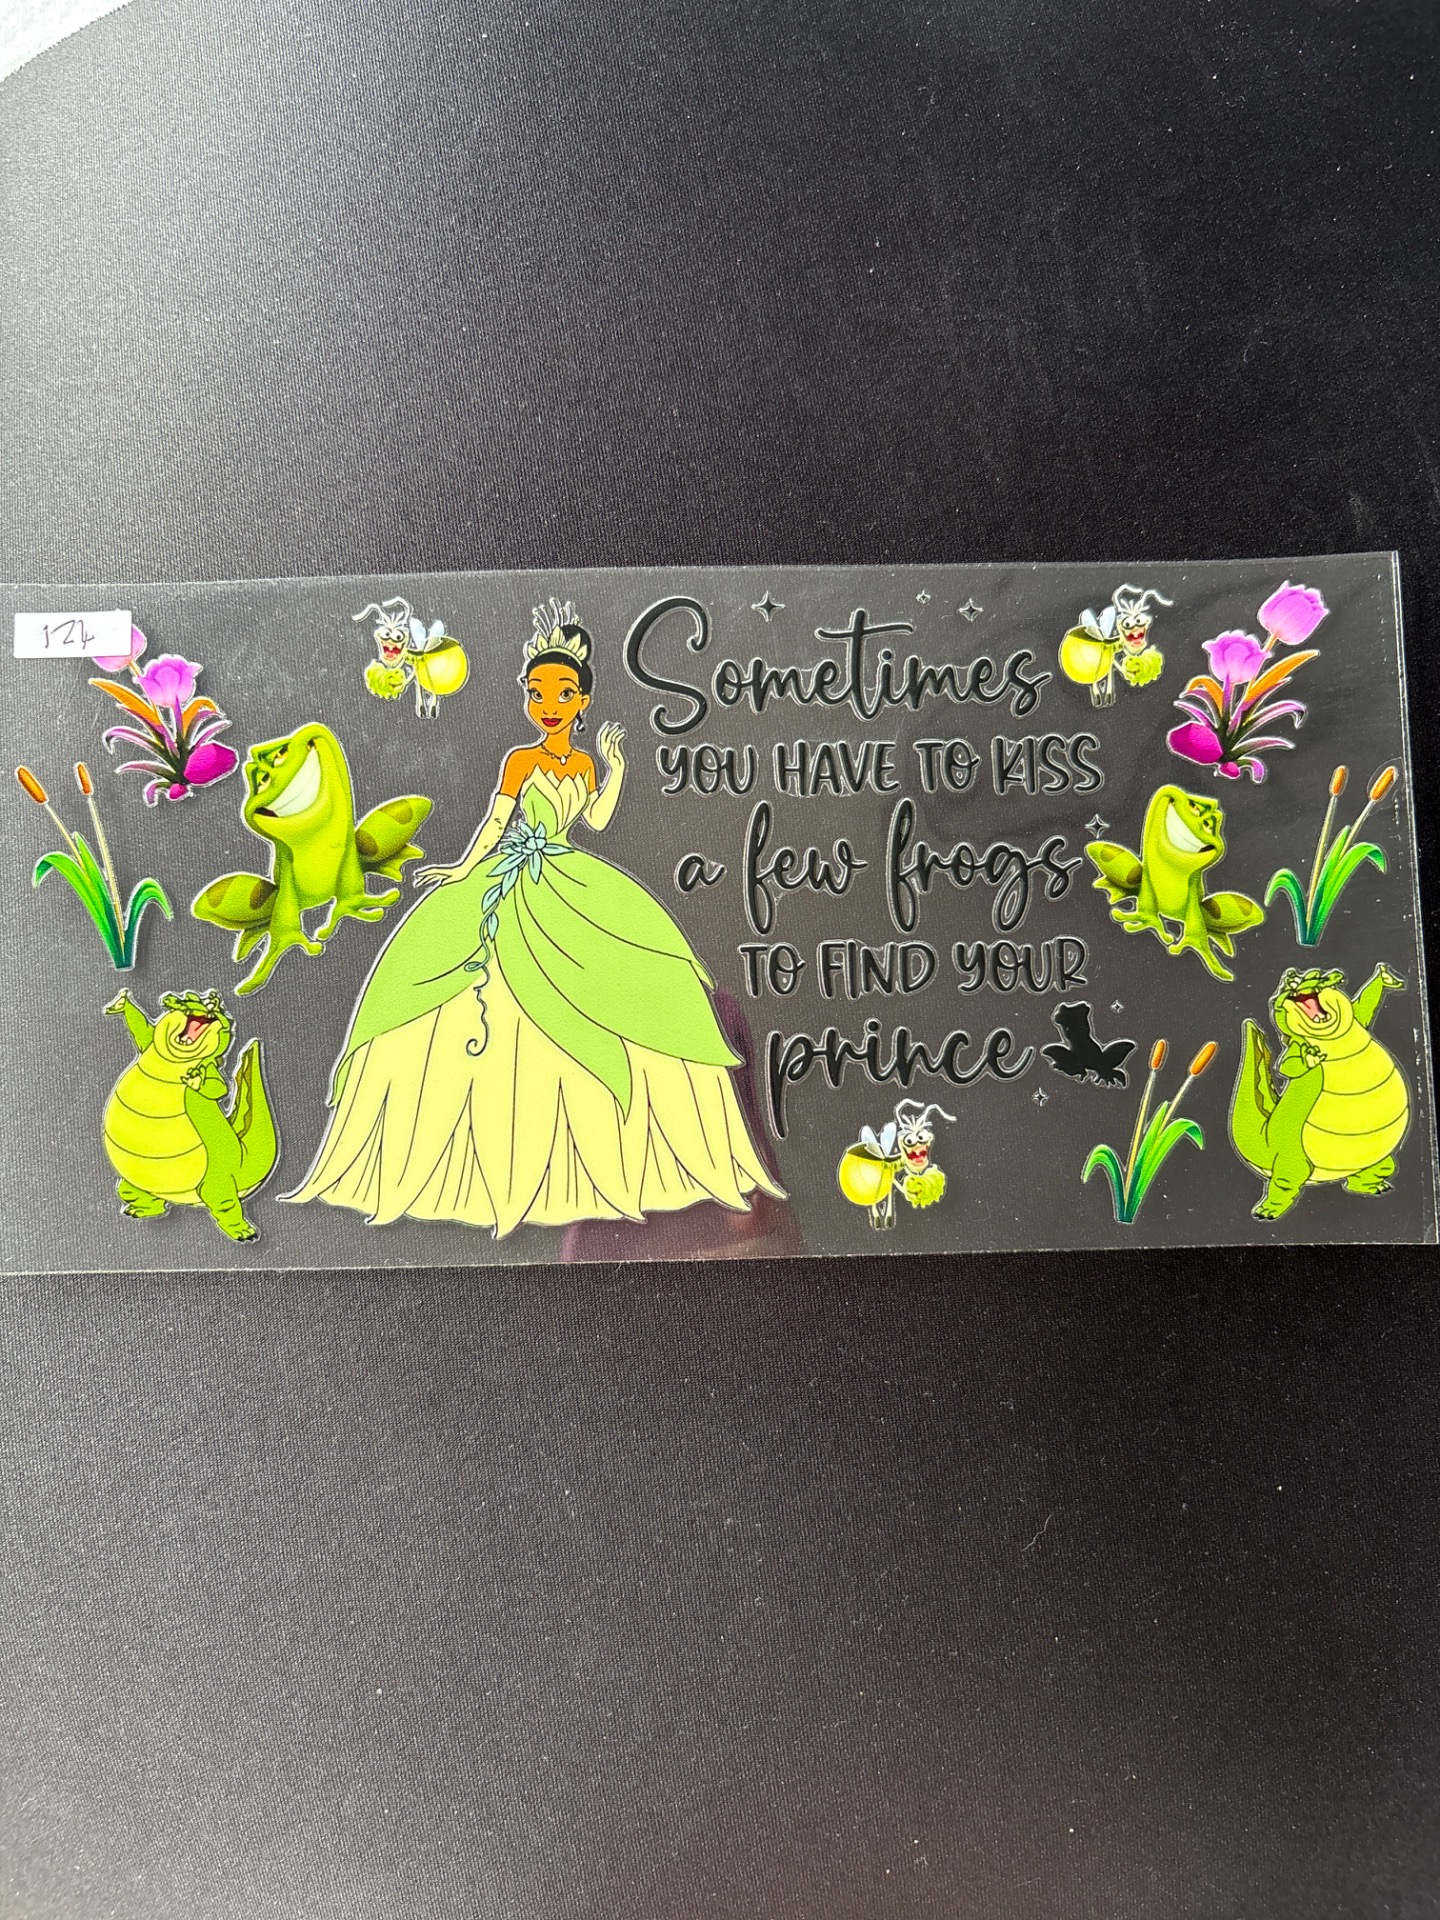 124
Sometimes
YOU HAVE TO KISS
a few frogs
TO FIND YOUR
prince